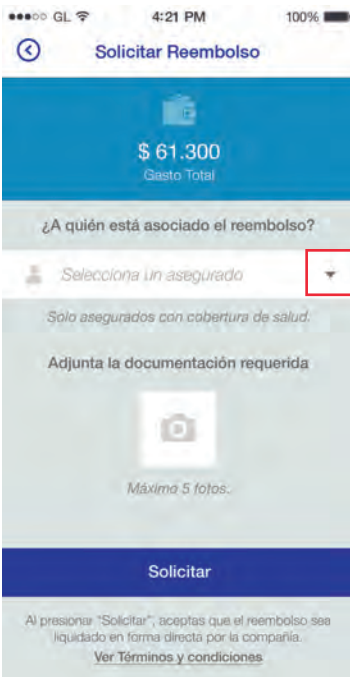 GL 4:21 PM 100%
Solicitar Reembolso
$ 61.300
Gasto Total
¿A quién está asociado el reembolso?
Selecciona un asegurado
Solo asegurados con cobertura de salud.
Adjunta la documentación requerida
Máximo 5 fotos.
Solicitar
Al presionar "Solicitar", aceptas que el reembolso sea
liquidado en forma directa por la compañía.
Ver Términos y condiciones